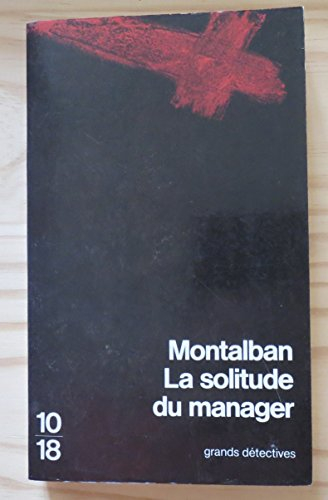 Montalban
La solitude
du manager
10
18
grands détectives